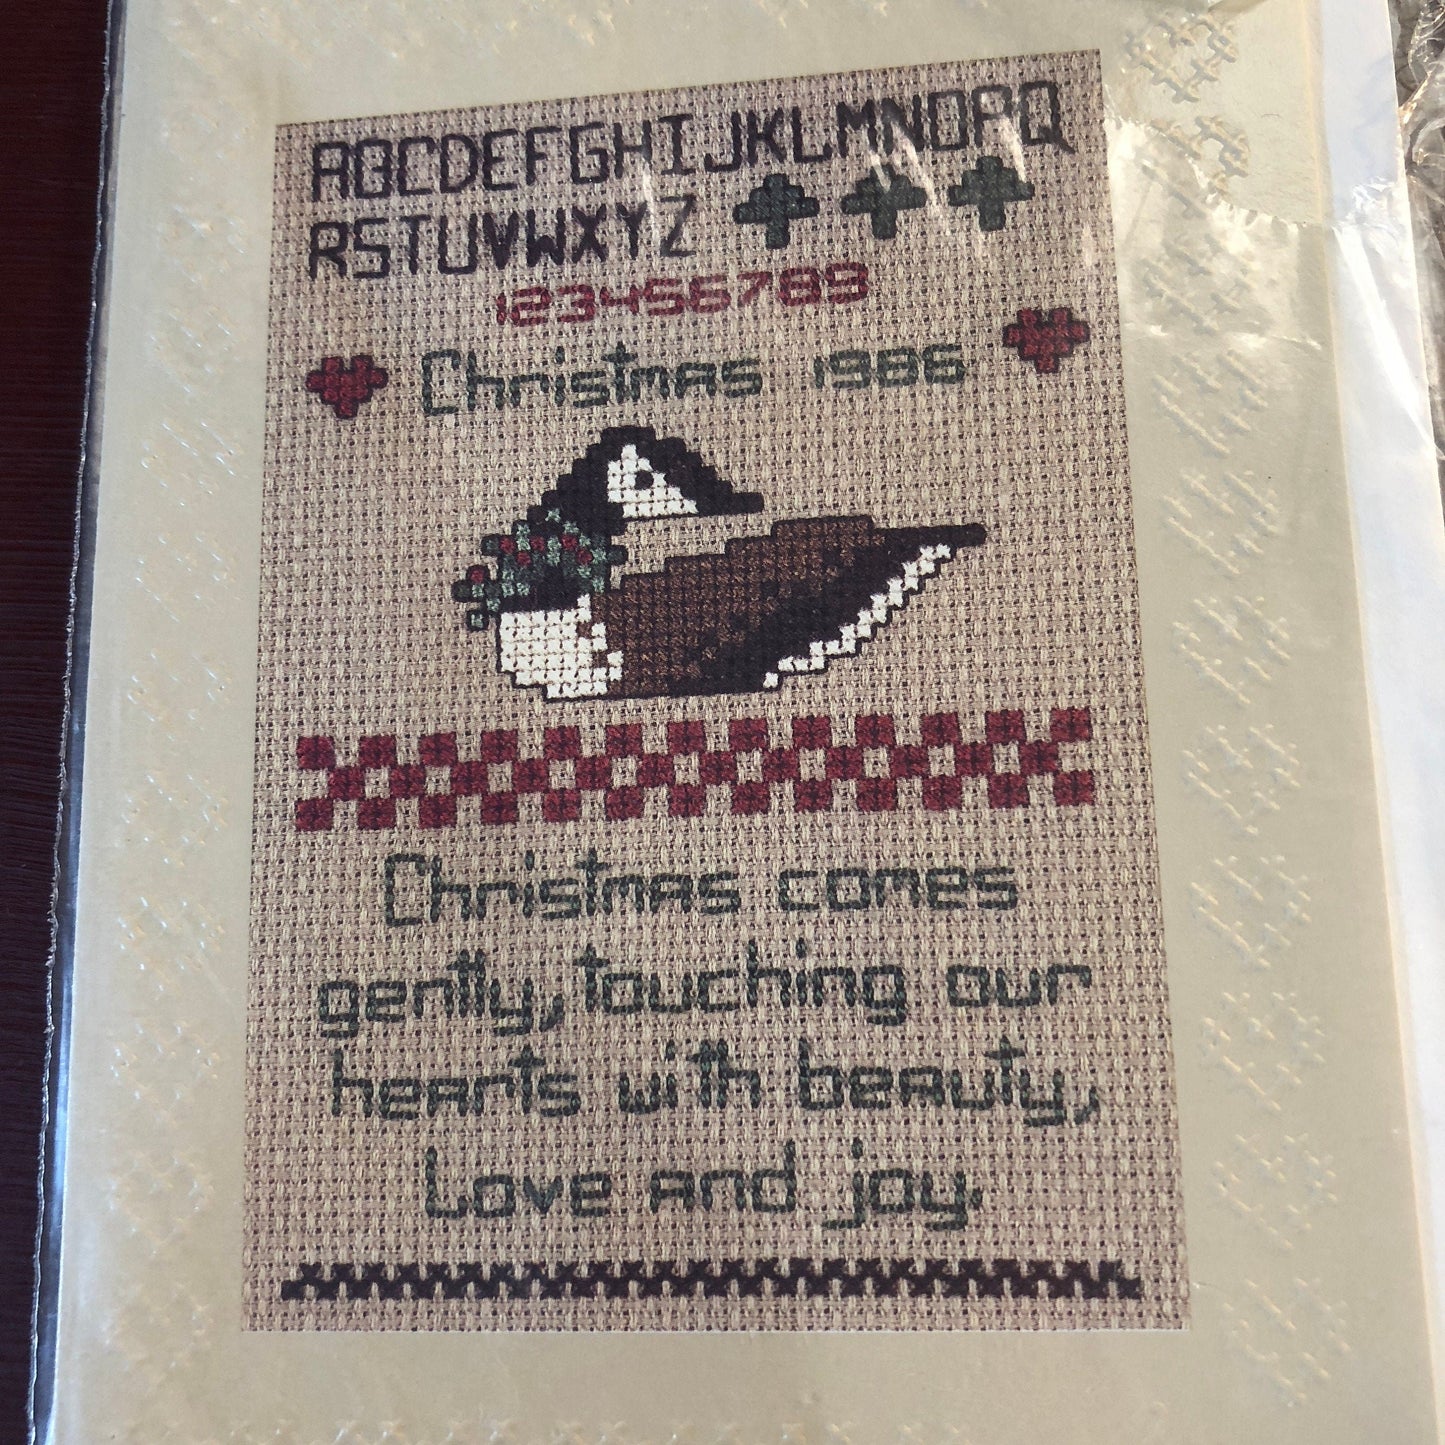 ABCDEFGHIJKLMNOPQ
RSTUVWXYZ
123456789
Christmas 1986
Christmas comes
gently, touching our
hearts with beauty,
Love and joy.